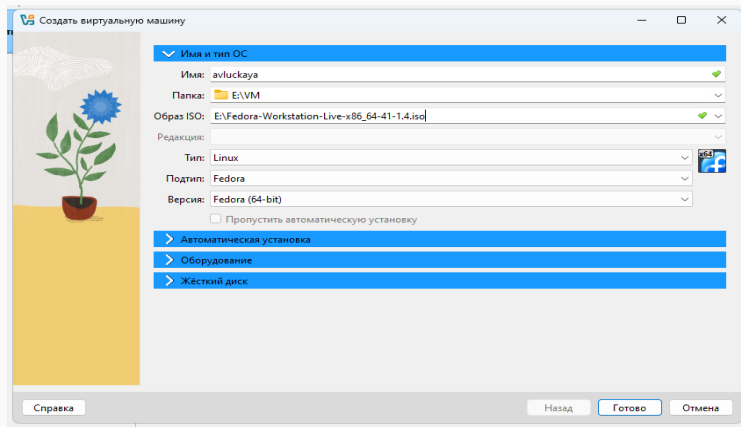 Создать виртуальную машину
Имя и тип ОС
Имя: avluckaya
Папка: E:\VM
Образ ISO: E:\Fedora-Workstation-Live-x86_64-41-1.4.iso
Редакция:
Тип: Linux
x64
Подтип: Fedora
Версия: Fedora (64-bit)
Пропустить автоматическую установку
Автоматическая установка
Оборудование
Жёсткий диск
Справка Назад Готово Отмена